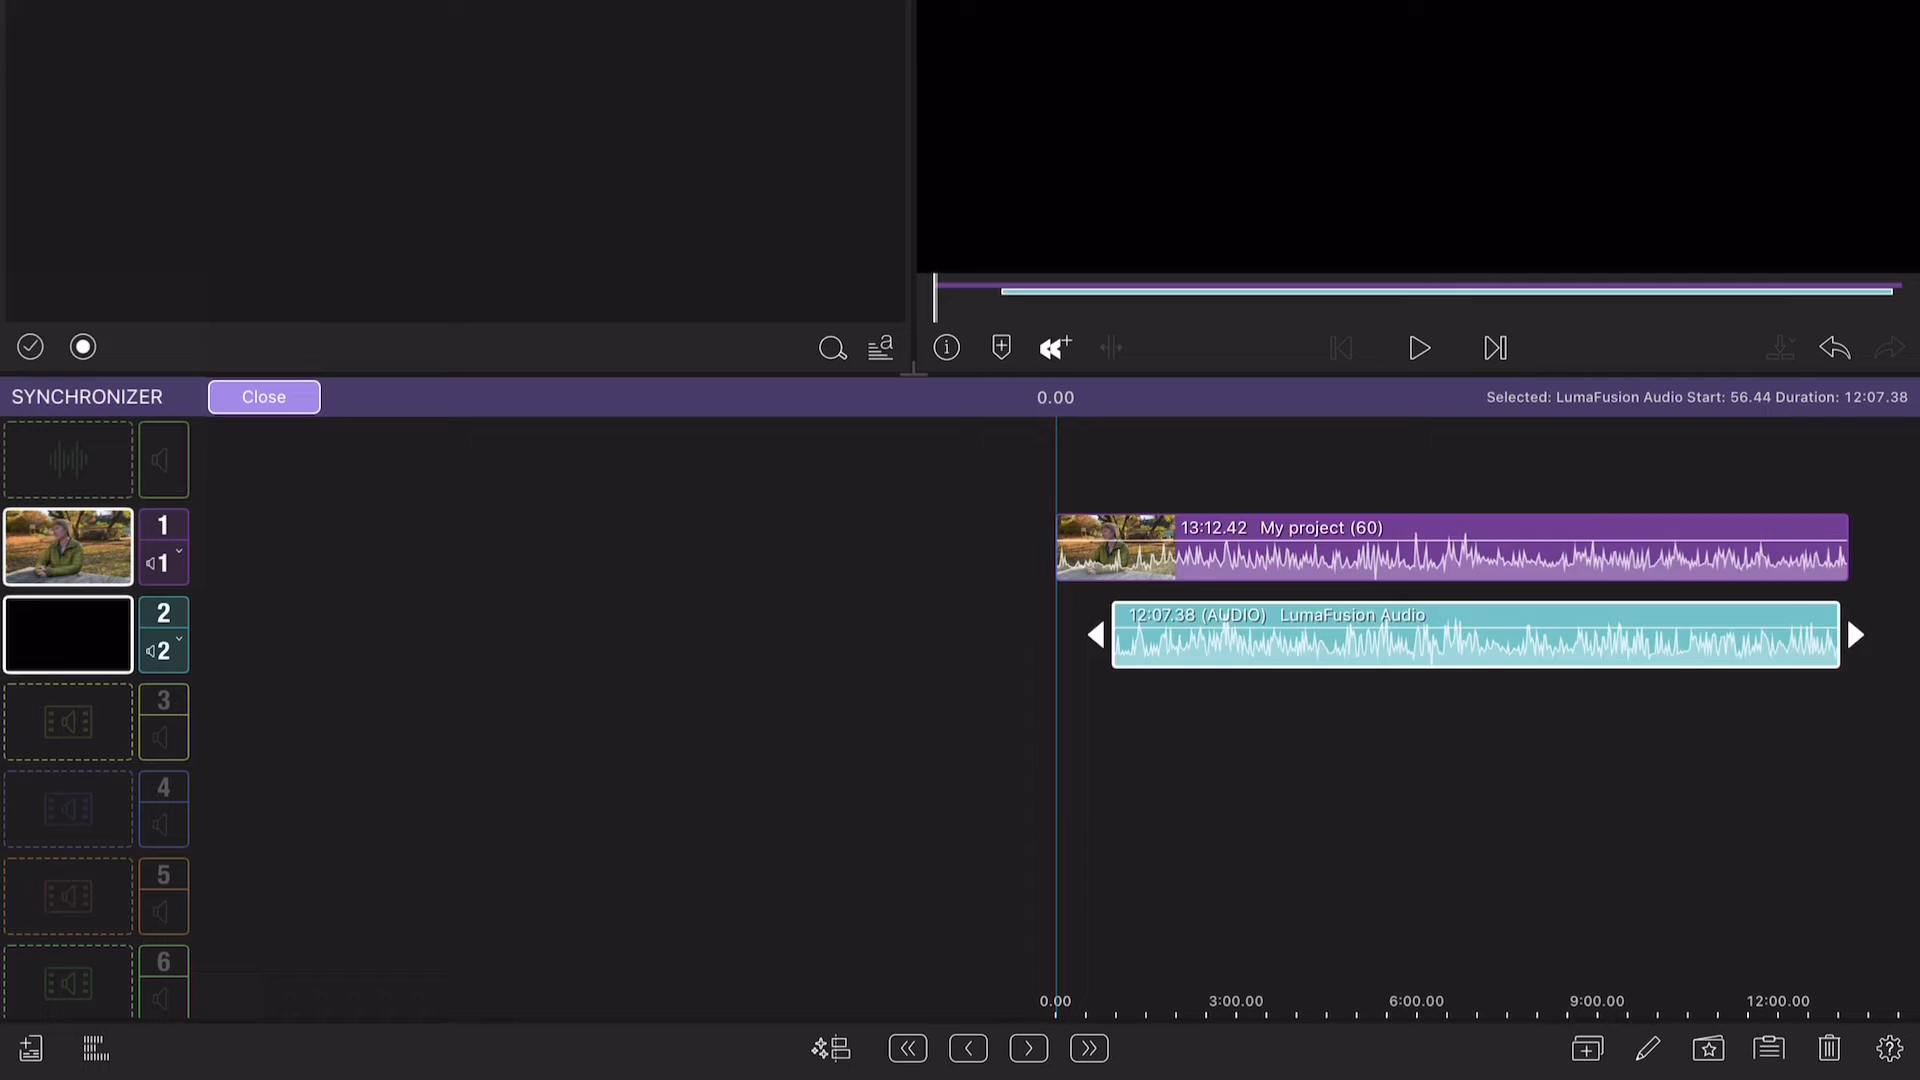 SYNCHRONIZER
Close
0.00
Selected: LumaFusion Audio Start: 56.44 Duration: 12:07.38
1
1
13:12.42 My project (60)
2
2
12:07.38 (AUDIO) LumaFusion Audio
3
4
5
6
0.00
3:00.00
6:00.00
9:00.00
12:00.00